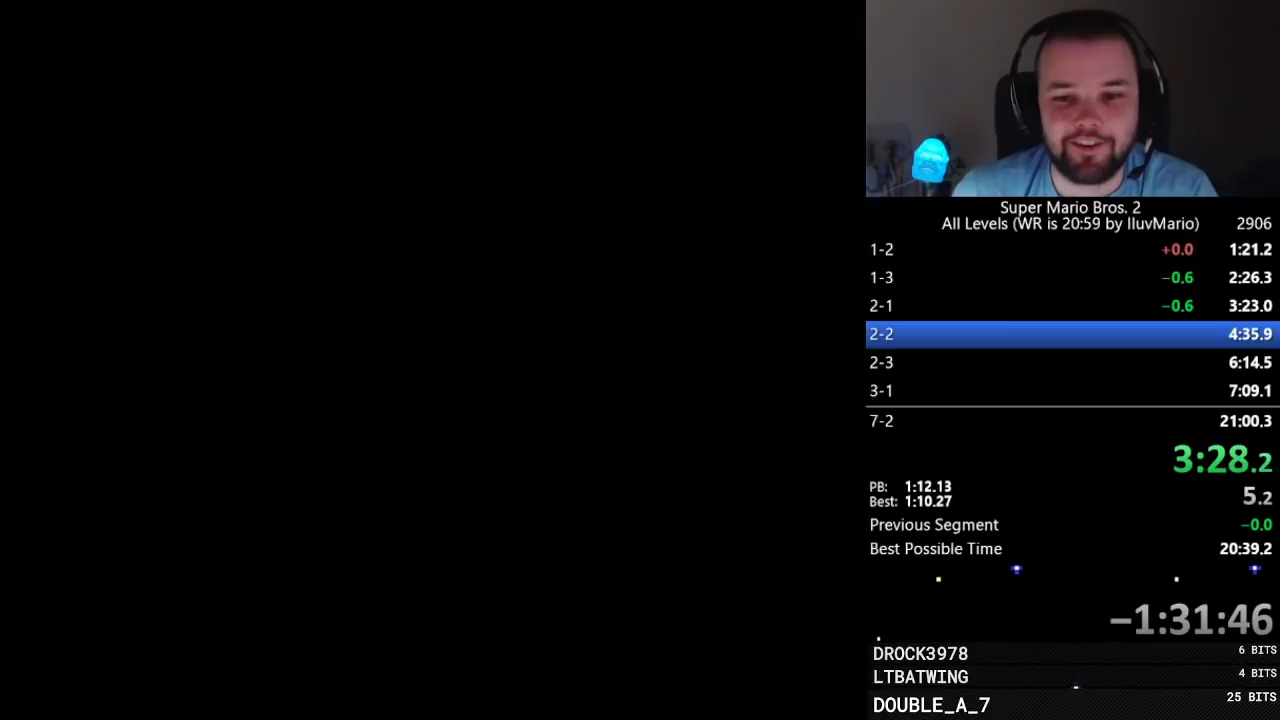 Super Mario Bros. 2
All Levels (WR is 20:59 by IluvMario) 2906
1-2 +0.0 1:21.2
1-3 −0.6 2:26.3
2-1 −0.6 3:23.0
2-2 4:35.9
2-3 6:14.5
3-1 7:09.1
7-2 21:00.3
3:28.2
PB: 1:12.13
Best: 1:10.27
5.2
Previous Segment −0.0
Best Possible Time 20:39.2
−1:31:46
DROCK3978 6 BITS
LTBATWING 4 BITS
DOUBLE_A_7 25 BITS